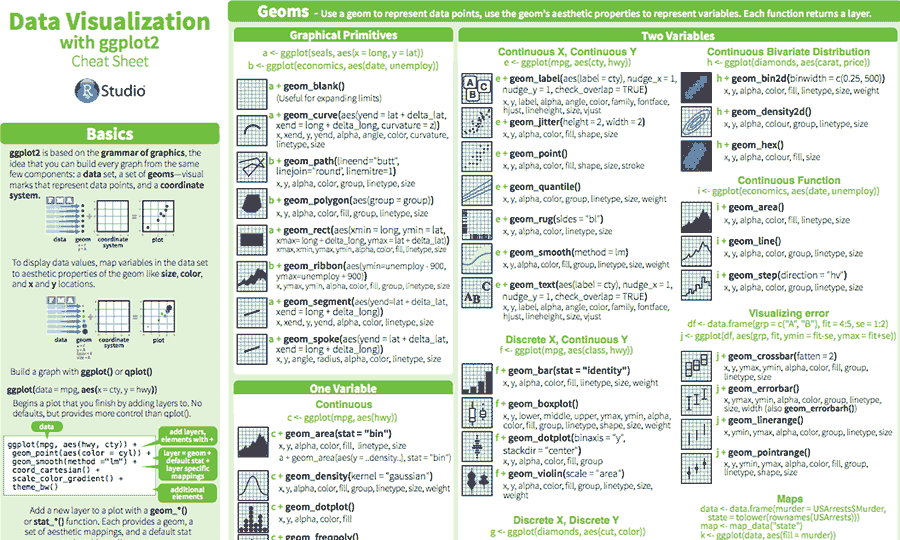 Data Visualization
with ggplot2
Cheat Sheet
R Studio
Basics
ggplot2 is based on the grammar of graphics, the
idea that you can build every graph from the same
few components: a data set, a set of geoms—visual
marks that represent data points, and a coordinate
system.
F M A
data geom coordinate system plot
To display data values, map variables in the data set
to aesthetic properties of the geom like size, color,
and x and y locations.
F M A
data geom coordinate system plot
Build a graph with ggplot() or qplot()
ggplot(data = mpg, aes(x = cty, y = hwy))
Begins a plot that you finish by adding layers to. No
defaults, but provides more control than qplot().
data
ggplot(mpg, aes(hwy, cty)) +
geom_point(aes(color = cyl)) +
geom_smooth(method ="lm") +
coord_cartesian() +
scale_color_gradient() +
theme_bw()
add layers,
elements with +
layer = geom +
default stat +
layer specific
mappings
additional
elements
Add a new layer to a plot with a geom_*()
or stat_*() function. Each provides a geom, a
set of aesthetic mappings, and a default stat
Geoms - Use a geom to represent data points, use the geom's aesthetic properties to represent variables. Each function returns a layer.
Graphical Primitives
a <- ggplot(seals, aes(x = long, y = lat))
b <- ggplot(economics, aes(date, unemploy))
a + geom_blank()
(Useful for expanding limits)
a + geom_curve(aes(yend = lat + delta_lat,
xend = long + delta_long, curvature = z))
x, xend, y, yend, alpha, angle, color, curvature,
linetype, size
b + geom_path(lineend="butt",
linejoin="round', linemitre=1)
x, y, alpha, color, group, linetype, size
b + geom_polygon(aes(group = group))
x, y, alpha, color, fill, group, linetype, size
a + geom_rect(aes(xmin = long, ymin = lat,
xmax= long + delta_long, ymax = lat + delta_lat))
xmax, xmin, ymax, ymin, alpha, color, fill, linetype, size
b + geom_ribbon(aes(ymin=unemploy - 900,
ymax=unemploy + 900))
x, ymax, ymin, alpha, color, fill, group, linetype, size
a + geom_segment(aes(yend=lat + delta_lat,
xend = long + delta_long))
x, xend, y, yend, alpha, color, linetype, size
a + geom_spoke(aes(yend = lat + delta_lat,
xend = long + delta_long))
x, y, angle, radius, alpha, color, linetype, size
One Variable
Continuous
c <- ggplot(mpg, aes(hwy))
c + geom_area(stat = "bin")
x, y, alpha, color, fill, linetype, size
a + geom_area(aes(y = ..density..), stat = "bin")
c + geom_density(kernel = "gaussian")
x, y, alpha, color, fill, group, linetype, size, weight
c + geom_dotplot()
x, y, alpha, color, fill
c + geom_freqpoly()
Two Variables
Continuous X, Continuous Y
e <- ggplot(mpg, aes(cty, hwy))
A B C
e + geom_label(aes(label = cty), nudge_x = 1,
nudge_y = 1, check_overlap = TRUE)
x, y, label, alpha, angle, color, family, fontface,
hjust, lineheight, size, vjust
e + geom_jitter(height = 2, width = 2)
x, y, alpha, color, fill, shape, size
e + geom_point()
x, y, alpha, color, fill, shape, size, stroke
e + geom_quantile()
x, y, alpha, color, group, linetype, size, weight
e + geom_rug(sides = "bl")
x, y, alpha, color, linetype, size
e + geom_smooth(method = lm)
x, y, alpha, color, fill, group, linetype, size, weight
A B C
e + geom_text(aes(label = cty), nudge_x = 1,
nudge_y = 1, check_overlap = TRUE)
x, y, label, alpha, angle, color, family, fontface,
hjust, lineheight, size, vjust
Discrete X, Continuous Y
f <- ggplot(mpg, aes(class, hwy))
f + geom_bar(stat = "identity")
x, y, alpha, color, fill, linetype, size, weight
f + geom_boxplot()
x, lower, middle, upper, ymax, ymin, alpha,
color, fill, group, linetype, shape, size, weight
f + geom_dotplot(binaxis = "y",
stackdir = "center")
x, y, alpha, color, fill, group
f + geom_violin(scale = "area")
x, y, alpha, color, fill, group, linetype, size,
weight
Discrete X, Discrete Y
g <- ggplot(diamonds, aes(cut, color))
Continuous Bivariate Distribution
h <- ggplot(diamonds, aes(carat, price))
h + geom_bin2d(binwidth = c(0.25, 500))
x, y, alpha, color, fill, linetype, size, weight
h + geom_density2d()
x, y, alpha, colour, group, linetype, size
h + geom_hex()
x, y, alpha, colour, fill, size
Continuous Function
i <- ggplot(economics, aes(date, unemploy))
i + geom_area()
x, y, alpha, color, fill, linetype, size
i + geom_line()
x, y, alpha, color, group, linetype, size
i + geom_step(direction = "hv")
x, y, alpha, color, group, linetype, size
Visualizing error
df <- data.frame(grp = c("A", "B"), fit = 4:5, se = 1:2)
j <- ggplot(df, aes(grp, fit, ymin = fit-se, ymax = fit+se))
j + geom_crossbar(fatten = 2)
x, y, ymax, ymin, alpha, color, fill, group,
linetype, size
j + geom_errorbar()
x, ymax, ymin, alpha, color, group, linetype,
size, width (also geom_errorbarh())
j + geom_linerange()
x, ymin, ymax, alpha, color, group, linetype, size
j + geom_pointrange()
x, y, ymin, ymax, alpha, color, fill, group,
linetype, shape, size
Maps
data <- data.frame(murder = USArrests$Murder,
state = tolower(rownames(USArrests)))
map <- map_data("state")
k <- ggplot(data, aes(fill = murder))